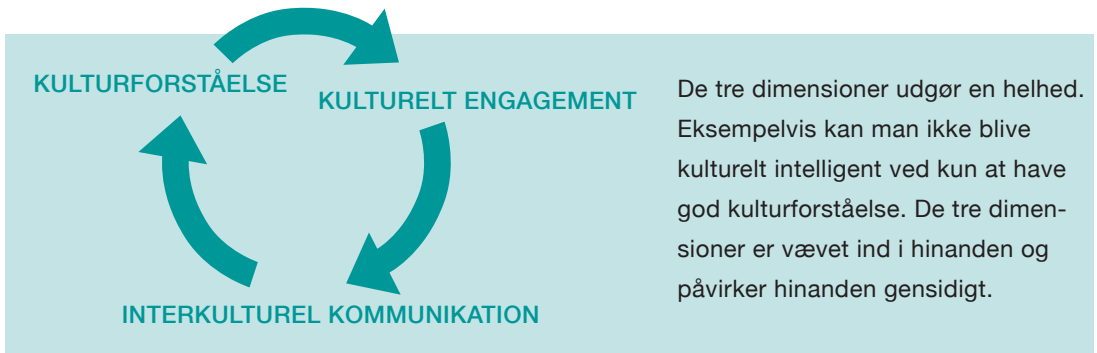 KULTURFORSTÅELSE
KULTURELT ENGAGEMENT
INTERKULTUREL KOMMUNIKATION
De tre dimensioner udgør en helhed.
Eksempelvis kan man ikke blive
kulturelt intelligent ved kun at have
god kulturforståelse. De tre dimen-
sioner er vævet ind i hinanden og
påvirker hinanden gensidigt.